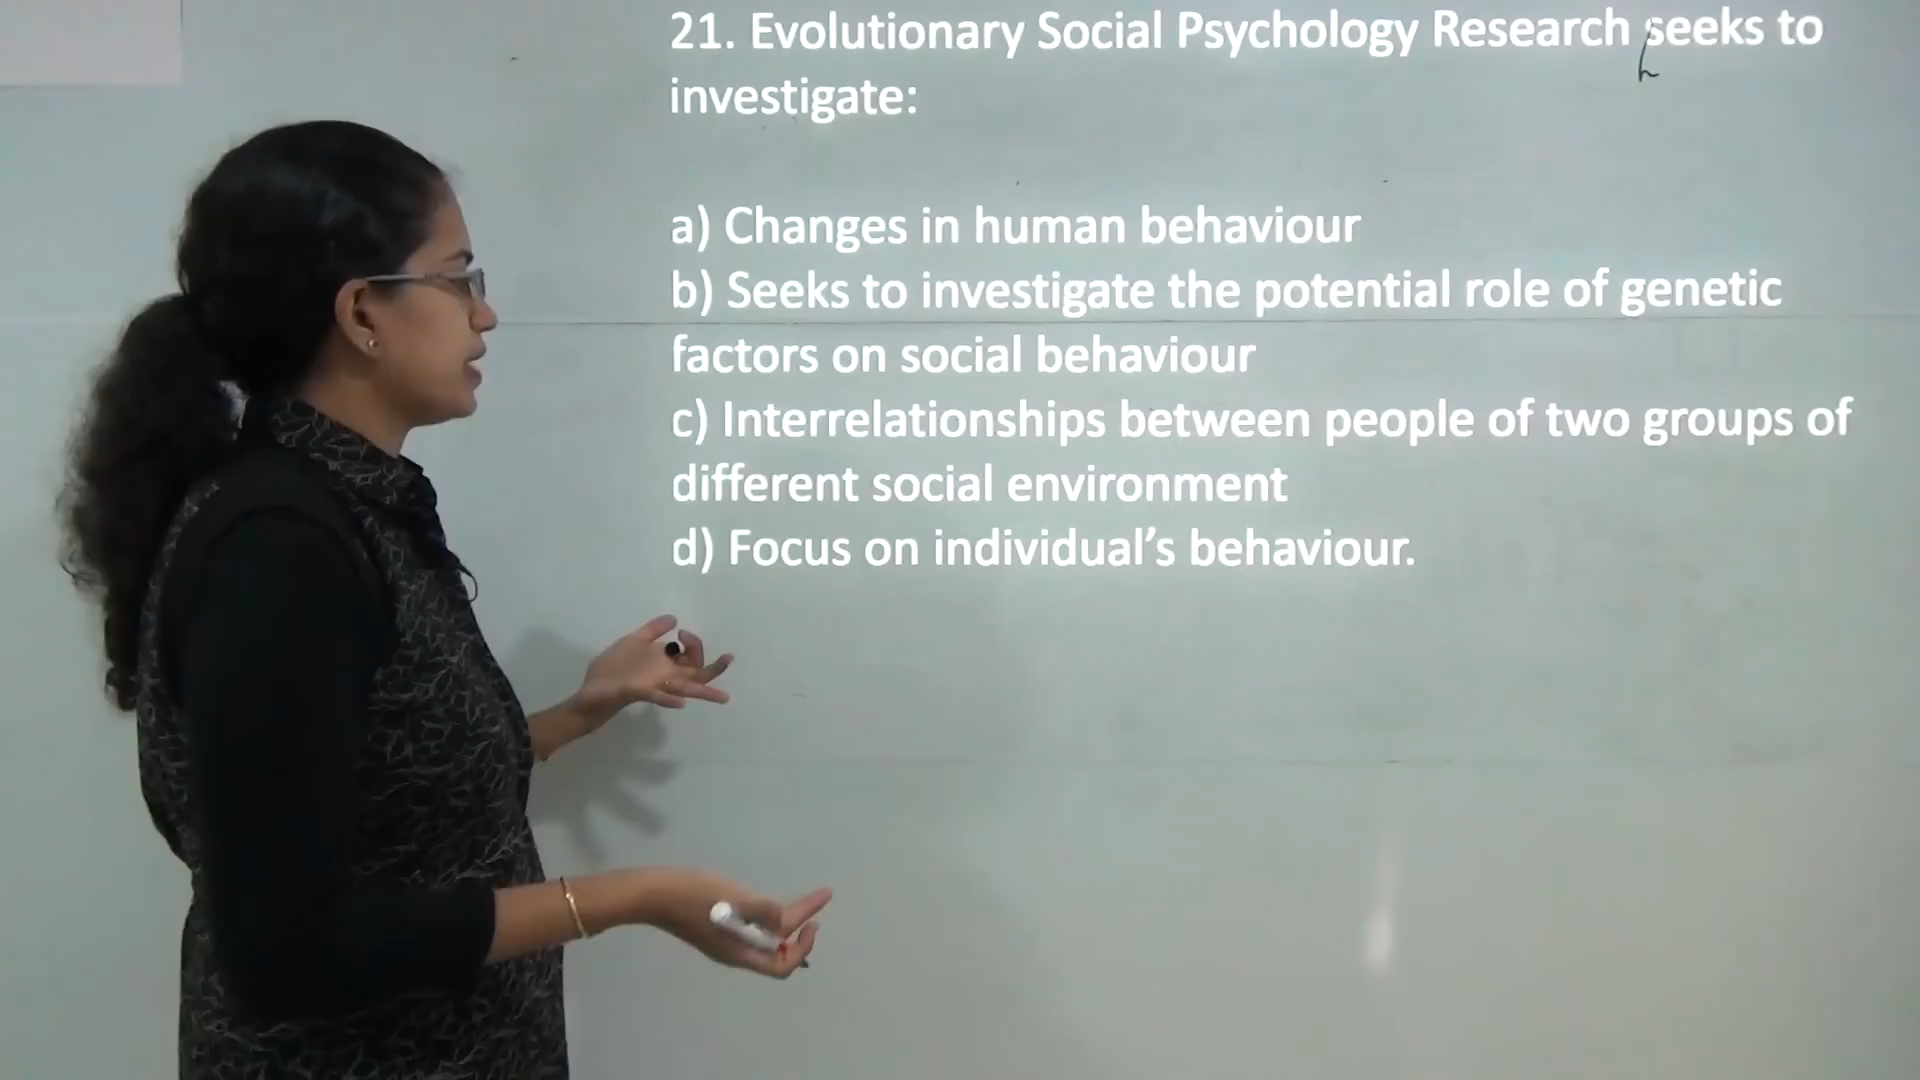 21. Evolutionary Social Psychology Research seeks to
investigate:
a) Changes in human behaviour
b) Seeks to investigate the potential role of genetic
factors on social behaviour
c) Interrelationships between people of two groups of
different social environment
d) Focus on individual's behaviour.